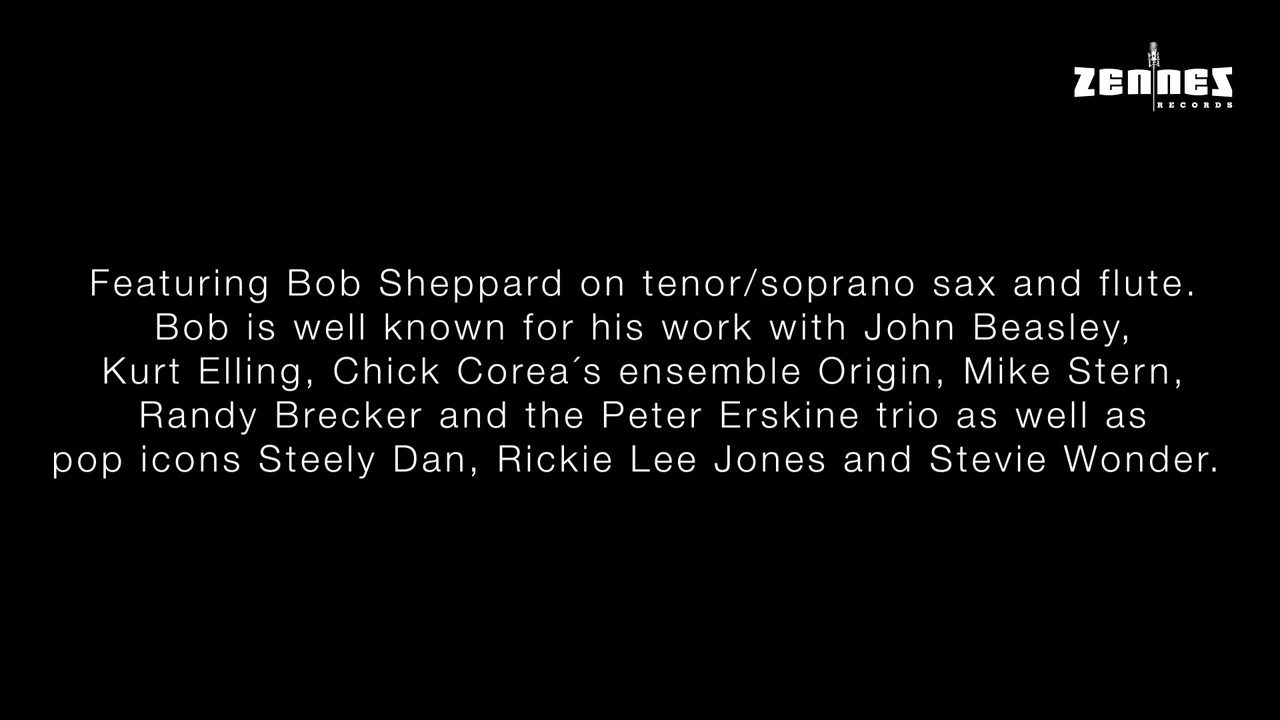 ZENNEZ
RECORDS
Featuring Bob Sheppard on tenor/soprano sax and flute.
Bob is well known for his work with John Beasley,
Kurt Elling, Chick Corea´s ensemble Origin, Mike Stern,
Randy Brecker and the Peter Erskine trio as well as
pop icons Steely Dan, Rickie Lee Jones and Stevie Wonder.